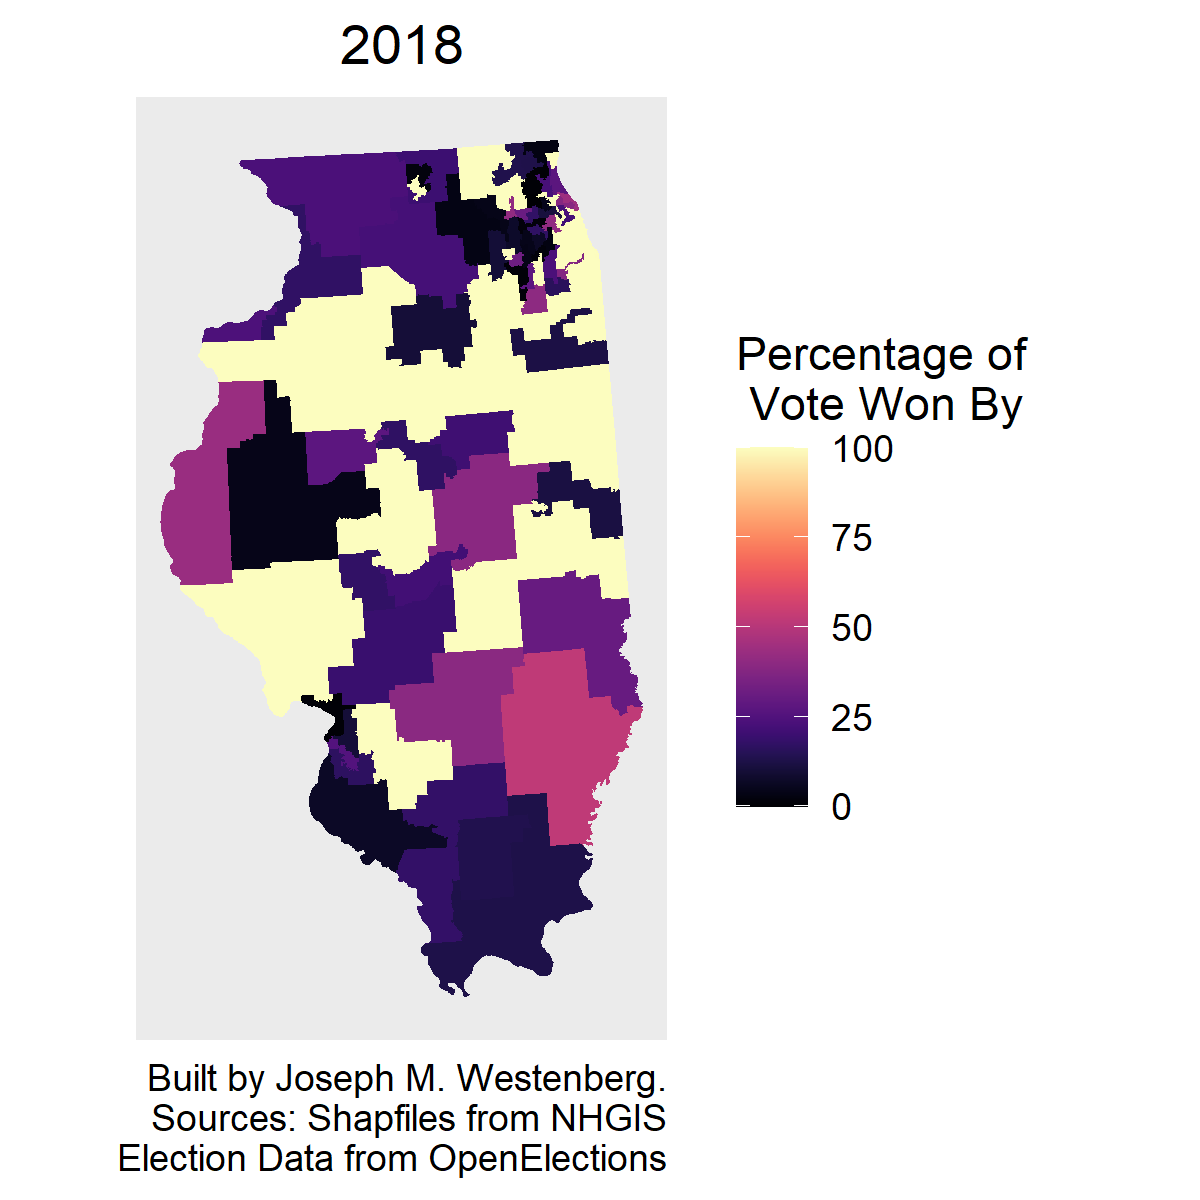 2018
Percentage of
Vote Won By
100
75
50
25
0
Built by Joseph M. Westenberg.
Sources: Shapfiles from NHGIS
Election Data from OpenElections